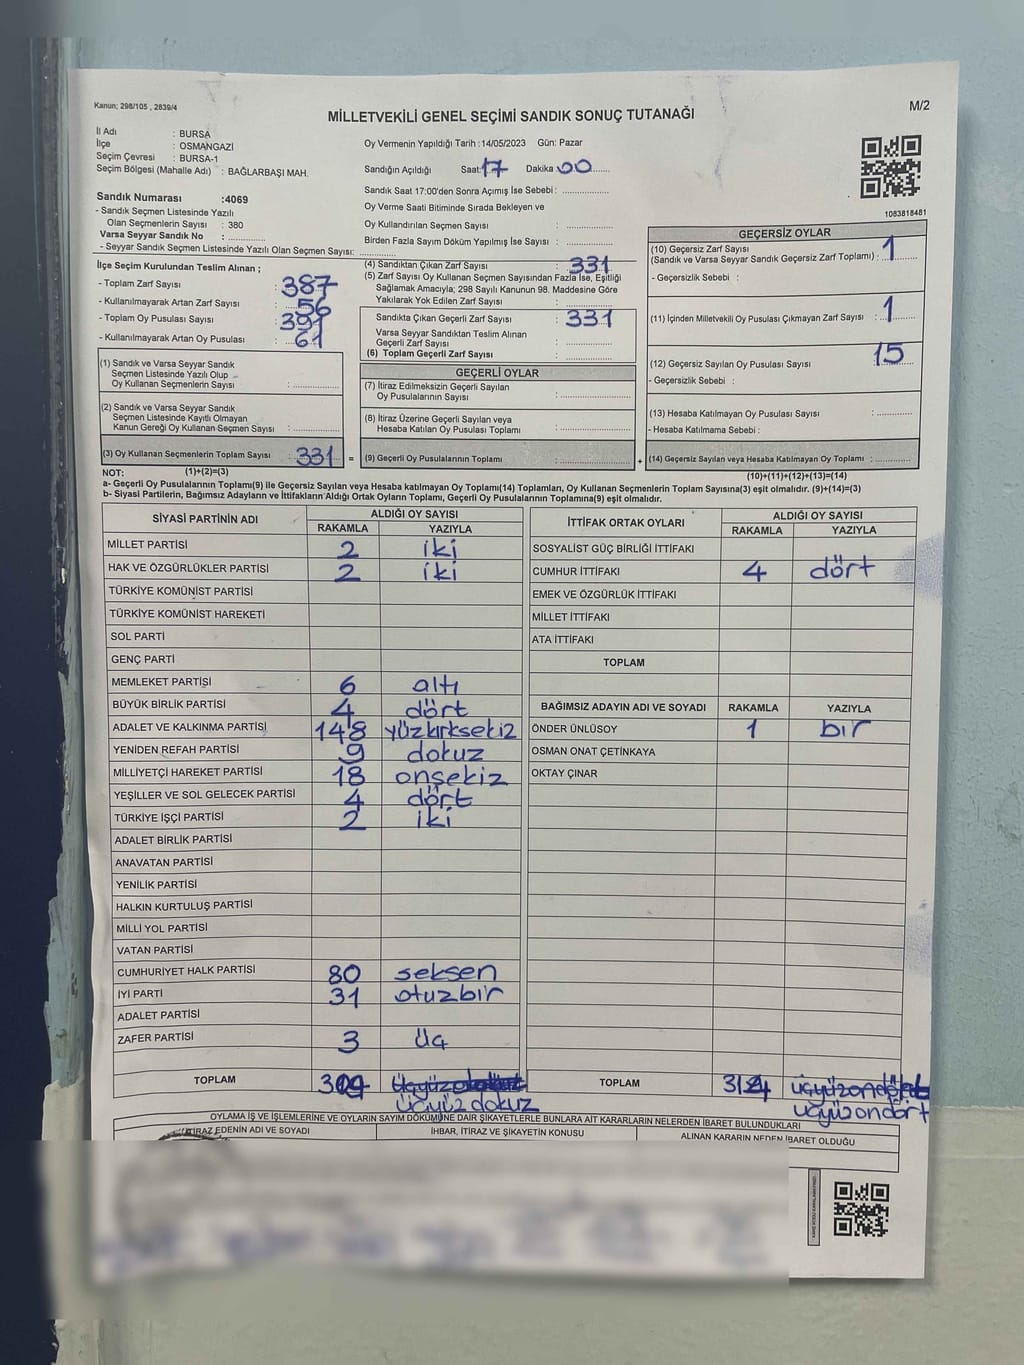 Kanun; 298/105 , 2839/4
MİLLETVEKİLİ GENEL SEÇİMİ SANDIK SONUÇ TUTANAĞI
M/2
İl Adı : BURSA
İlçe : OSMANGAZİ
Seçim Çevresi : BURSA-1
Seçim Bölgesi (Mahalle Adı) : BAĞLARBAŞI MAH.
Sandık Numarası :4069
- Sandık Seçmen Listesinde Yazılı
Olan Seçmenlerin Sayısı : 380
Varsa Seyyar Sandık No :
- Seyyar Sandık Seçmen Listesinde Yazılı Olan Seçmen Sayısı:
Oy Vermenin Yapıldığı Tarih :14/05/2023 Gün: Pazar
Sandığın Açıldığı Saat: 17 Dakika 00
Sandık Saat 17:00'den Sonra Açımış İse Sebebi :
Oy Verme Saati Bitiminde Sırada Bekleyen ve
Oy Kullandırılan Seçmen Sayısı :
Birden Fazla Sayım Döküm Yapılmış İse Sayısı :
1083818481
İlçe Seçim Kurulundan Teslim Alınan ;
- Toplam Zarf Sayısı : 387
- Kullanılmayarak Artan Zarf Sayısı : 56
- Toplam Oy Pusulası Sayısı : 391
- Kullanılmayarak Artan Oy Pusulası : 61
(4) Sandıktan Çıkan Zarf Sayısı : 331
(5) Zarf Sayısı Oy Kullanan Seçmen Sayısından Fazla İse, Eşitliği
Sağlamak Amacıyla; 298 Sayılı Kanunun 98. Maddesine Göre
Yakılarak Yok Edilen Zarf Sayısı :
Sandıkta Çıkan Geçerli Zarf Sayısı : 331
Varsa Seyyar Sandıktan Teslim Alınan
Geçerli Zarf Sayısı :
(6) Toplam Geçerli Zarf Sayısı :
GEÇERSİZ OYLAR
(10) Geçersiz Zarf Sayısı
(Sandık ve Varsa Seyyar Sandık Geçersiz Zarf Toplamı) : 1
- Geçersizlik Sebebi :
(11) İçinden Milletvekili Oy Pusulası Çıkmayan Zarf Sayısı : 1
(12) Geçersiz Sayılan Oy Pusulası Sayısı 15
- Geçersizlik Sebebi :
(13) Hesaba Katılmayan Oy Pusulası Sayısı :
- Hesaba Katılmama Sebebi :
(14) Geçersiz Sayılan veya Hesaba Katılmayan Oy Toplamı :
(1) Sandık ve Varsa Seyyar Sandık
Seçmen Listesinde Yazılı Olup
Oy Kullanan Seçmenlerin Sayısı :
(2) Sandık ve Varsa Seyyar Sandık
Seçmen Listesinde Kayıtlı Olmayan
Kanun Gereği Oy Kullanan Seçmen Sayısı :
(3) Oy Kullanan Seçmenlerin Toplam Sayısı : 331 =
GEÇERLİ OYLAR
(7) İtiraz Edilmeksizin Geçerli Sayılan
Oy Pusulalarının Sayısı :
(8) İtiraz Üzerine Geçerli Sayılan veya
Hesaba Katılan Oy Pusulası Toplamı :
(9) Geçerli Oy Pusulalarının Toplamı : +
NOT: (1)+(2)=(3) (10)+(11)+(12)+(13)=(14)
a- Geçerli Oy Pusulalarının Toplamı(9) ile Geçersiz Sayılan veya Hesaba katılmayan Oy Toplamı(14) Toplamları, Oy Kullanan Seçmenlerin Toplam Sayısına(3) eşit olmalıdır. (9)+(14)=(3)
b- Siyasi Partilerin, Bağımsız Adayların ve İttifakların Aldığı Ortak Oyların Toplamı, Geçerli Oy Pusulalarının Toplamına(9) eşit olmalıdır.
SİYASİ PARTİNİN ADI ALDIĞI OY SAYISI
RAKAMLA YAZIYLA
MİLLET PARTİSİ 2 iki
HAK VE ÖZGÜRLÜKLER PARTİSİ 2 iki
TÜRKİYE KOMÜNİST PARTİSİ
TÜRKİYE KOMÜNİST HAREKETİ
SOL PARTİ
GENÇ PARTİ
MEMLEKET PARTİSİ 6 altı
BÜYÜK BİRLİK PARTİSİ 4 dört
ADALET VE KALKINMA PARTİSİ 148 yüzkırksekiz
YENİDEN REFAH PARTİSİ 9 dokuz
MİLLİYETÇİ HAREKET PARTİSİ 18 onsekiz
YEŞİLLER VE SOL GELECEK PARTİSİ 4 dört
TÜRKİYE İŞÇİ PARTİSİ 2 iki
ADALET BİRLİK PARTİSİ
ANAVATAN PARTİSİ
YENİLİK PARTİSİ
HALKIN KURTULUŞ PARTİSİ
MİLLİ YOL PARTİSİ
VATAN PARTİSİ
CUMHURİYET HALK PARTİSİ 80 seksen
İYİ PARTİ 31 otuzbir
ADALET PARTİSİ
ZAFER PARTİSİ 3 üç
TOPLAM 309
üçyüz dokuz
İTTİFAK ORTAK OYLARI ALDIĞI OY SAYISI
RAKAMLA YAZIYLA
SOSYALİST GÜÇ BİRLİĞİ İTTİFAKI
CUMHUR İTTİFAKI 4 dört
EMEK VE ÖZGÜRLÜK İTTİFAKI
MİLLET İTTİFAKI
ATA İTTİFAKI
TOPLAM
BAĞIMSIZ ADAYIN ADI VE SOYADI RAKAMLA YAZIYLA
ÖNDER ÜNLÜSOY 1 bir
OSMAN ONAT ÇETİNKAYA
OKTAY ÇINAR
TOPLAM 314
üçyüzondört
OYLAMA İŞ VE İŞLEMLERİNE VE OYLARIN SAYIM DÖKÜMÜNE DAİR ŞİKAYETLERLE BUNLARA AİT KARARLARIN NELERDEN İBARET BULUNDUKLARI
İTİRAZ EDENİN ADI VE SOYADI İHBAR, İTİRAZ VE ŞİKAYETİN KONUSU ALINAN KARARIN NEDEN İBARET OLDUĞU